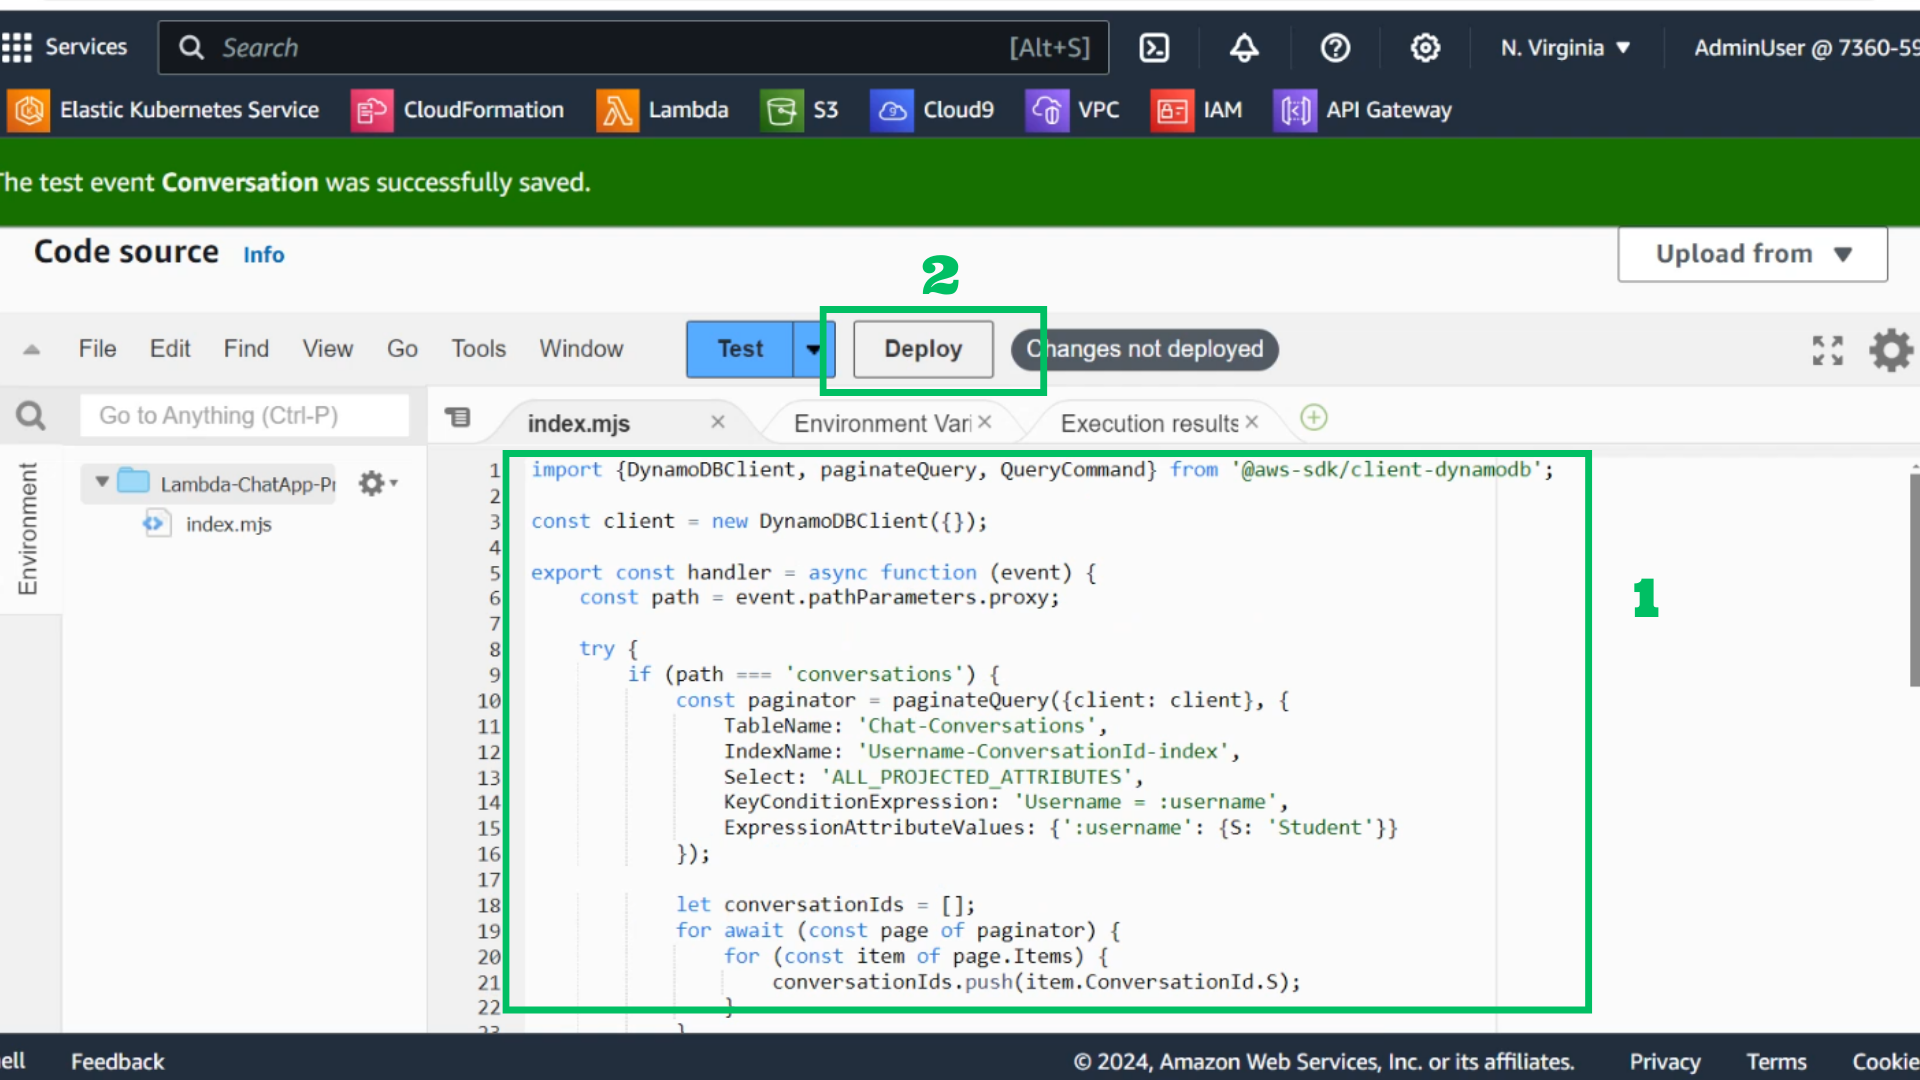 Services Search [Alt+S] N. Virginia ▼ AdminUser @ 7360-59
Elastic Kubernetes Service CloudFormation Lambda S3 Cloud9 VPC IAM API Gateway
The test event Conversation was successfully saved.
Code source Info Upload from ▼
2
File Edit Find View Go Tools Window Test Deploy Changes not deployed
Go to Anything (Ctrl-P) index.mjs × Environment Vari × Execution results ×
Environment
Lambda-ChatApp-Pr
index.mjs
1
1 import {DynamoDBClient, paginateQuery, QueryCommand} from '@aws-sdk/client-dynamodb';
2
3 const client = new DynamoDBClient({});
4
5 export const handler = async function (event) {
6 const path = event.pathParameters.proxy;
7
8 try {
9 if (path === 'conversations') {
10 const paginator = paginateQuery({client: client}, {
11 TableName: 'Chat-Conversations',
12 IndexName: 'Username-ConversationId-index',
13 Select: 'ALL_PROJECTED_ATTRIBUTES',
14 KeyConditionExpression: 'Username = :username',
15 ExpressionAttributeValues: {':username': {S: 'Student'}}
16 });
17
18 let conversationIds = [];
19 for await (const page of paginator) {
20 for (const item of page.Items) {
21 conversationIds.push(item.ConversationId.S);
22 }
23 }
ell Feedback © 2024, Amazon Web Services, Inc. or its affiliates. Privacy Terms Cookie